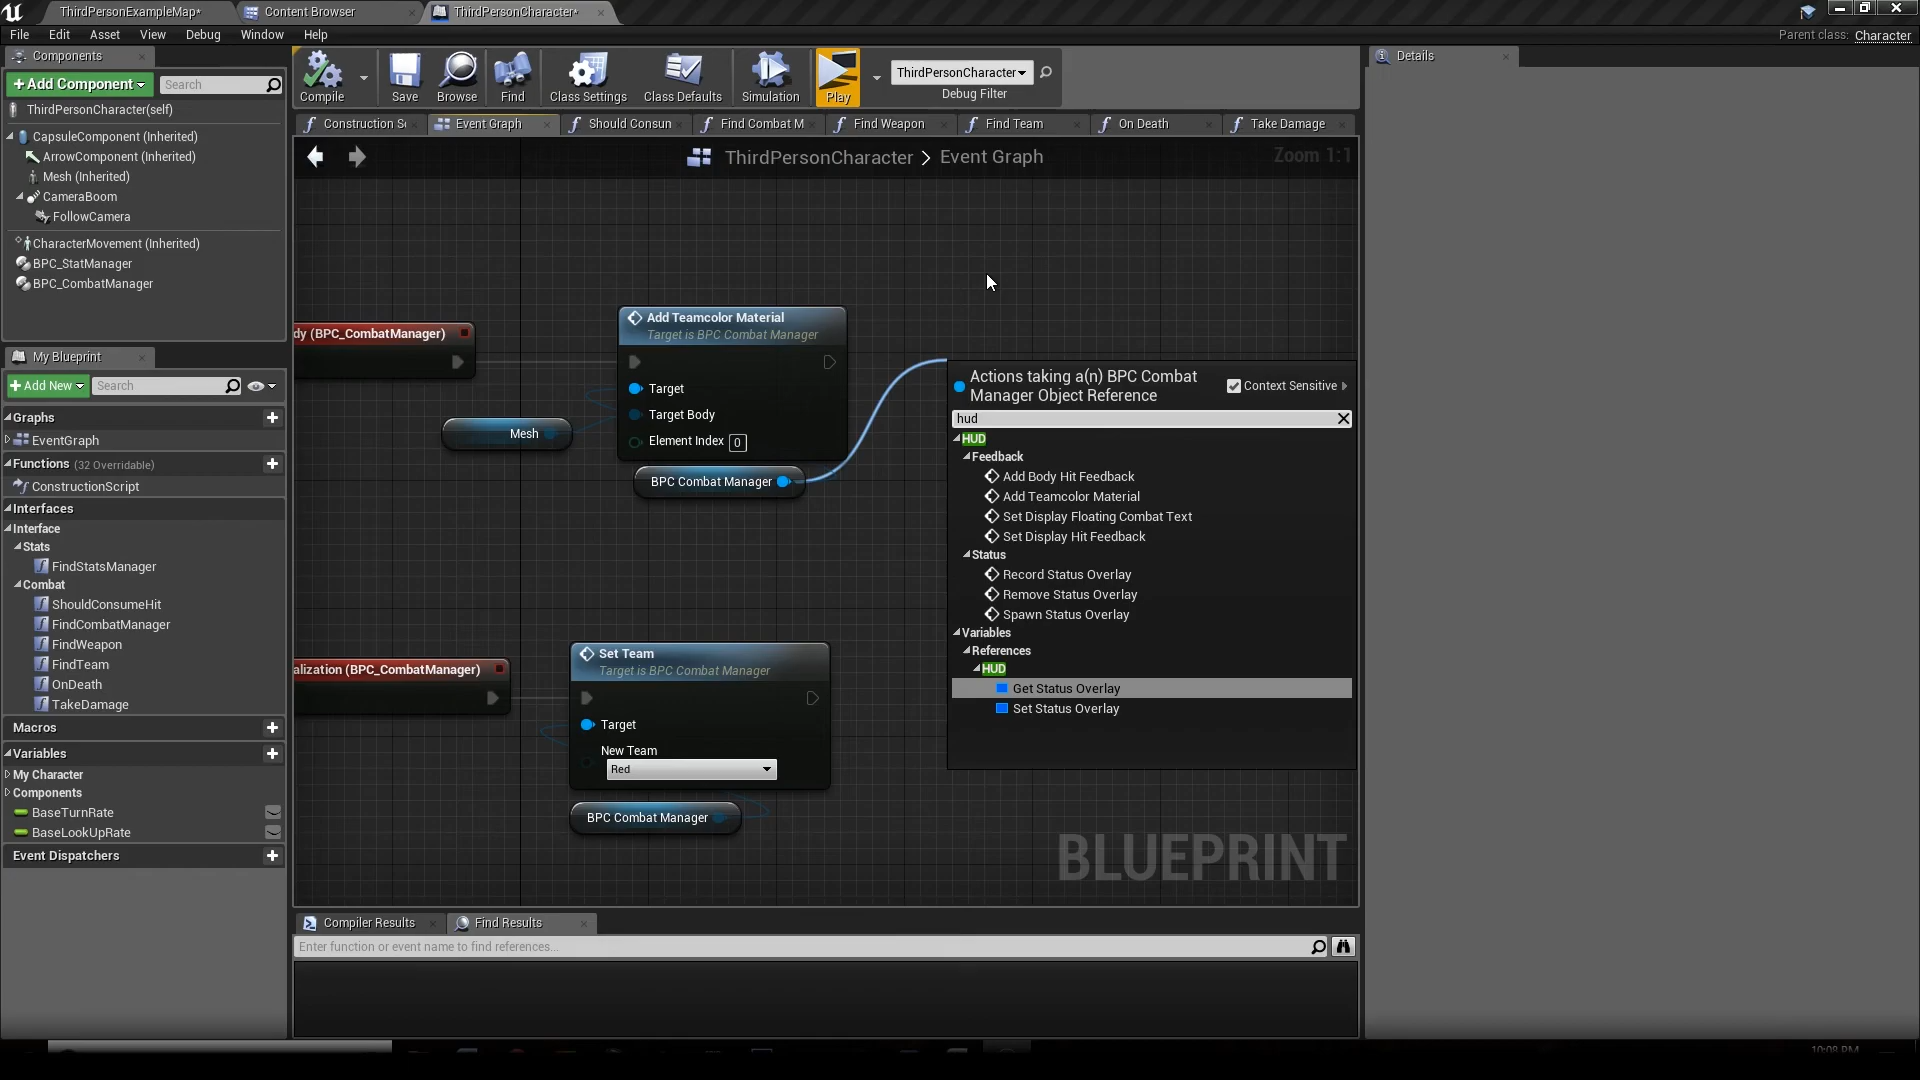 ThirdPersonExampleMap*
Content Browser
ThirdPersonCharacter*
File Edit Asset View Debug Window Help
Parent class: Character
Components
+Add Component
Search
ThirdPersonCharacter(self)
CapsuleComponent (Inherited)
ArrowComponent (Inherited)
Mesh (Inherited)
CameraBoom
FollowCamera
CharacterMovement (Inherited)
BPC_StatManager
BPC_CombatManager
My Blueprint
+Add New
Search
Graphs
EventGraph
Functions (32 Overridable)
ConstructionScript
Interfaces
Interface
Stats
FindStatsManager
Combat
ShouldConsumeHit
FindCombatManager
FindWeapon
FindTeam
OnDeath
TakeDamage
Macros
Variables
My Character
Components
BaseTurnRate
BaseLookUpRate
Event Dispatchers
Compile
Save
Browse
Find
Class Settings
Class Defaults
Simulation
Play
ThirdPersonCharacter
Debug Filter
Construction Sc
Event Graph
Should Consun
Find Combat M
Find Weapon
Find Team
On Death
Take Damage
ThirdPersonCharacter > Event Graph
Zoom 1:1
dy (BPC_CombatManager)
Add Teamcolor Material
Target is BPC Combat Manager
Target
Target Body
Element Index 0
Mesh
BPC Combat Manager
alization (BPC_CombatManager)
Set Team
Target is BPC Combat Manager
Target
New Team
Red
BPC Combat Manager
Actions taking a(n) BPC Combat
Manager Object Reference
Context Sensitive
hud
HUD
Feedback
Add Body Hit Feedback
Add Teamcolor Material
Set Display Floating Combat Text
Set Display Hit Feedback
Status
Record Status Overlay
Remove Status Overlay
Spawn Status Overlay
Variables
References
HUD
Get Status Overlay
Set Status Overlay
BLUEPRINT
Compiler Results
Find Results
Enter function or event name to find references...
Details
10:08 PM